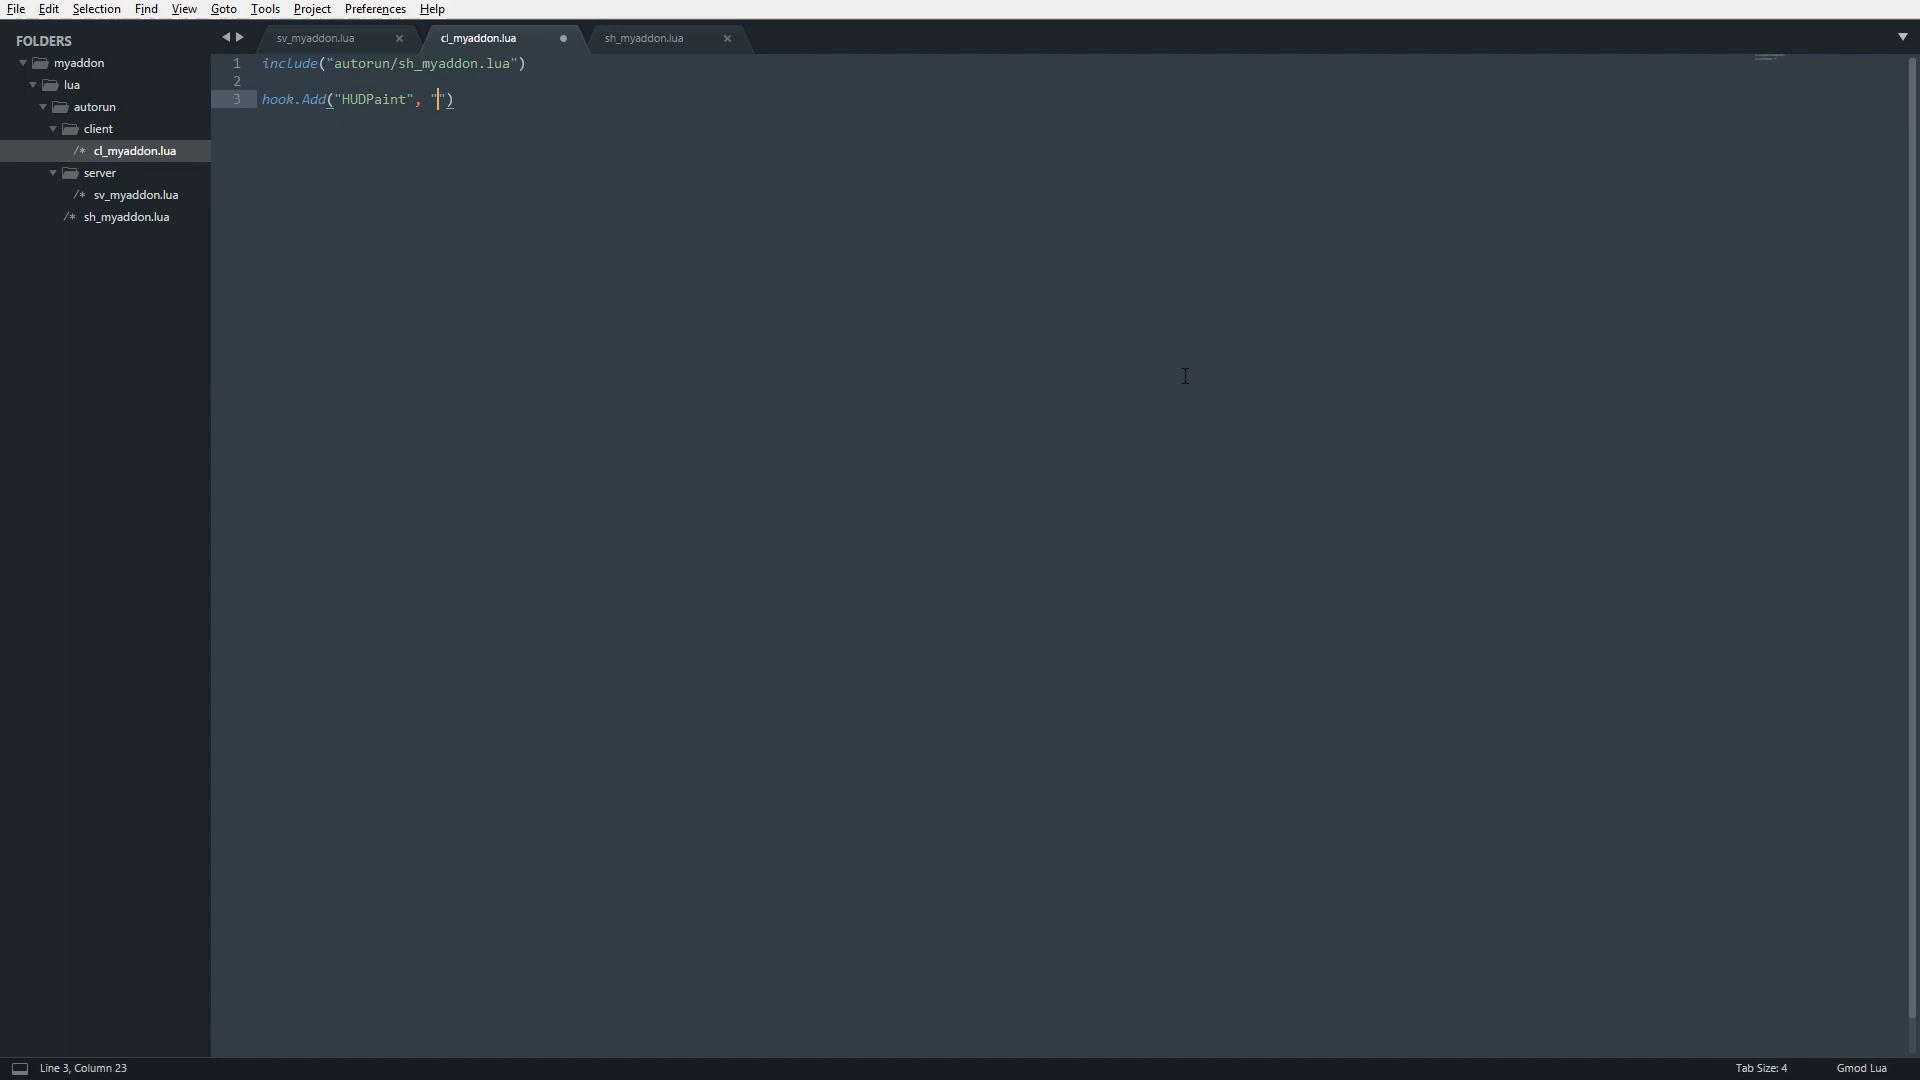 File Edit Selection Find View Goto Tools Project Preferences Help
FOLDERS
myaddon
lua
autorun
client
/* cl_myaddon.lua
server
/* sv_myaddon.lua
/* sh_myaddon.lua
sv_myaddon.lua × cl_myaddon.lua sh_myaddon.lua ×
1 include("autorun/sh_myaddon.lua")
2
3 hook.Add("HUDPaint", "")
Line 3, Column 23 Tab Size: 4 Gmod Lua